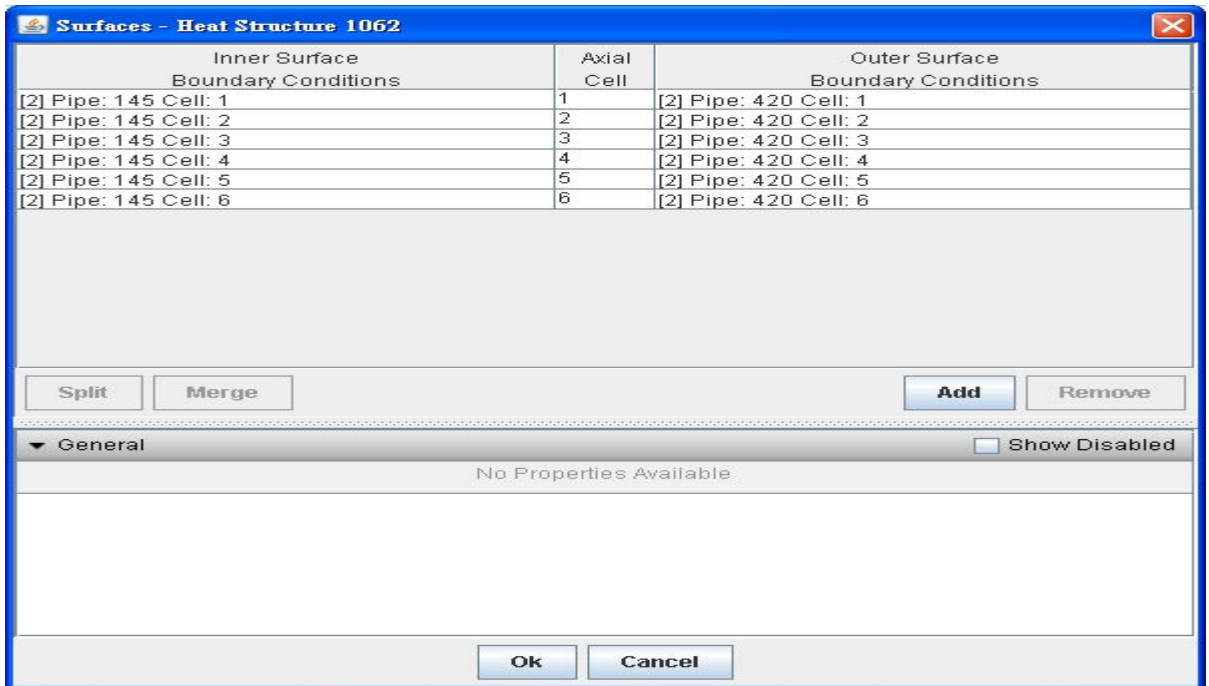 Surfaces - Heat Structure 1062
Inner Surface Boundary Conditions Axial Cell Outer Surface Boundary Conditions
[2] Pipe: 145 Cell: 1 1 [2] Pipe: 420 Cell: 1
[2] Pipe: 145 Cell: 2 2 [2] Pipe: 420 Cell: 2
[2] Pipe: 145 Cell: 3 3 [2] Pipe: 420 Cell: 3
[2] Pipe: 145 Cell: 4 4 [2] Pipe: 420 Cell: 4
[2] Pipe: 145 Cell: 5 5 [2] Pipe: 420 Cell: 5
[2] Pipe: 145 Cell: 6 6 [2] Pipe: 420 Cell: 6
Split Merge Add Remove
General Show Disabled
No Properties Available
Ok Cancel